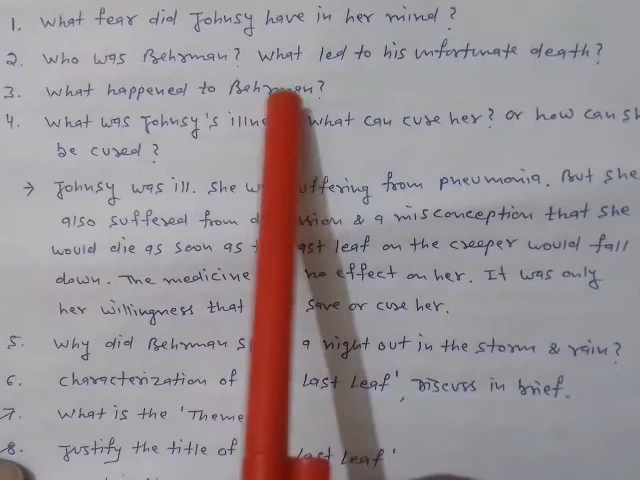 1. What fear did Johnsy have in her mind?
2. Who was Behrman? What led to his unfortunate death?
3. What happened to Behrman?
4. What was Johnsy's What can cure her? or how can
be cured?
→ Johnsy was ill. She suffering from pneumonia. But she
also suffered from & a misconception that she
would die as soon as last leaf on the creeper would fall
down. The medicine no effect on her. It was only
her willingness that save or cure her.
5. Why did Behrman a night out in the storm & rain?
6. Characterization of Last Leaf', Discuss in brief.
7. What is the 'Theme
8. Justify the title of Last Leaf'